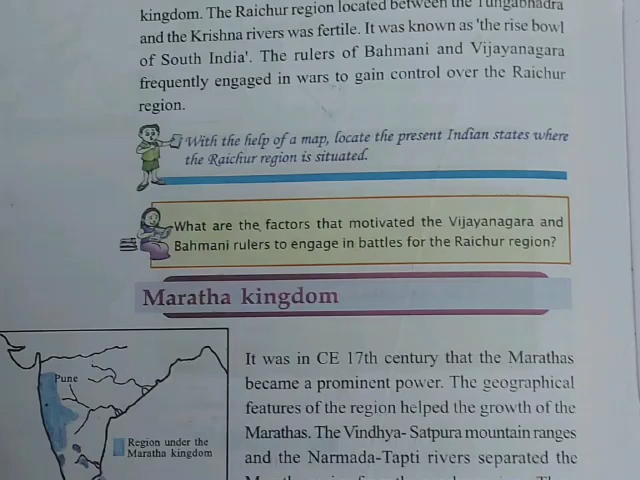 kingdom. The Raichur region located between the Tungabhadra
and the Krishna rivers was fertile. It was known as 'the rise bowl
of South India'. The rulers of Bahmani and Vijayanagara
frequently engaged in wars to gain control over the Raichur
region.
With the help of a map, locate the present Indian states where
the Raichur region is situated.
What are the factors that motivated the Vijayanagara and
Bahmani rulers to engage in battles for the Raichur region?
Maratha kingdom
Pune
Region under the
Maratha kingdom
It was in CE 17th century that the Marathas
became a prominent power. The geographical
features of the region helped the growth of the
Marathas. The Vindhya- Satpura mountain ranges
and the Narmada-Tapti rivers separated the